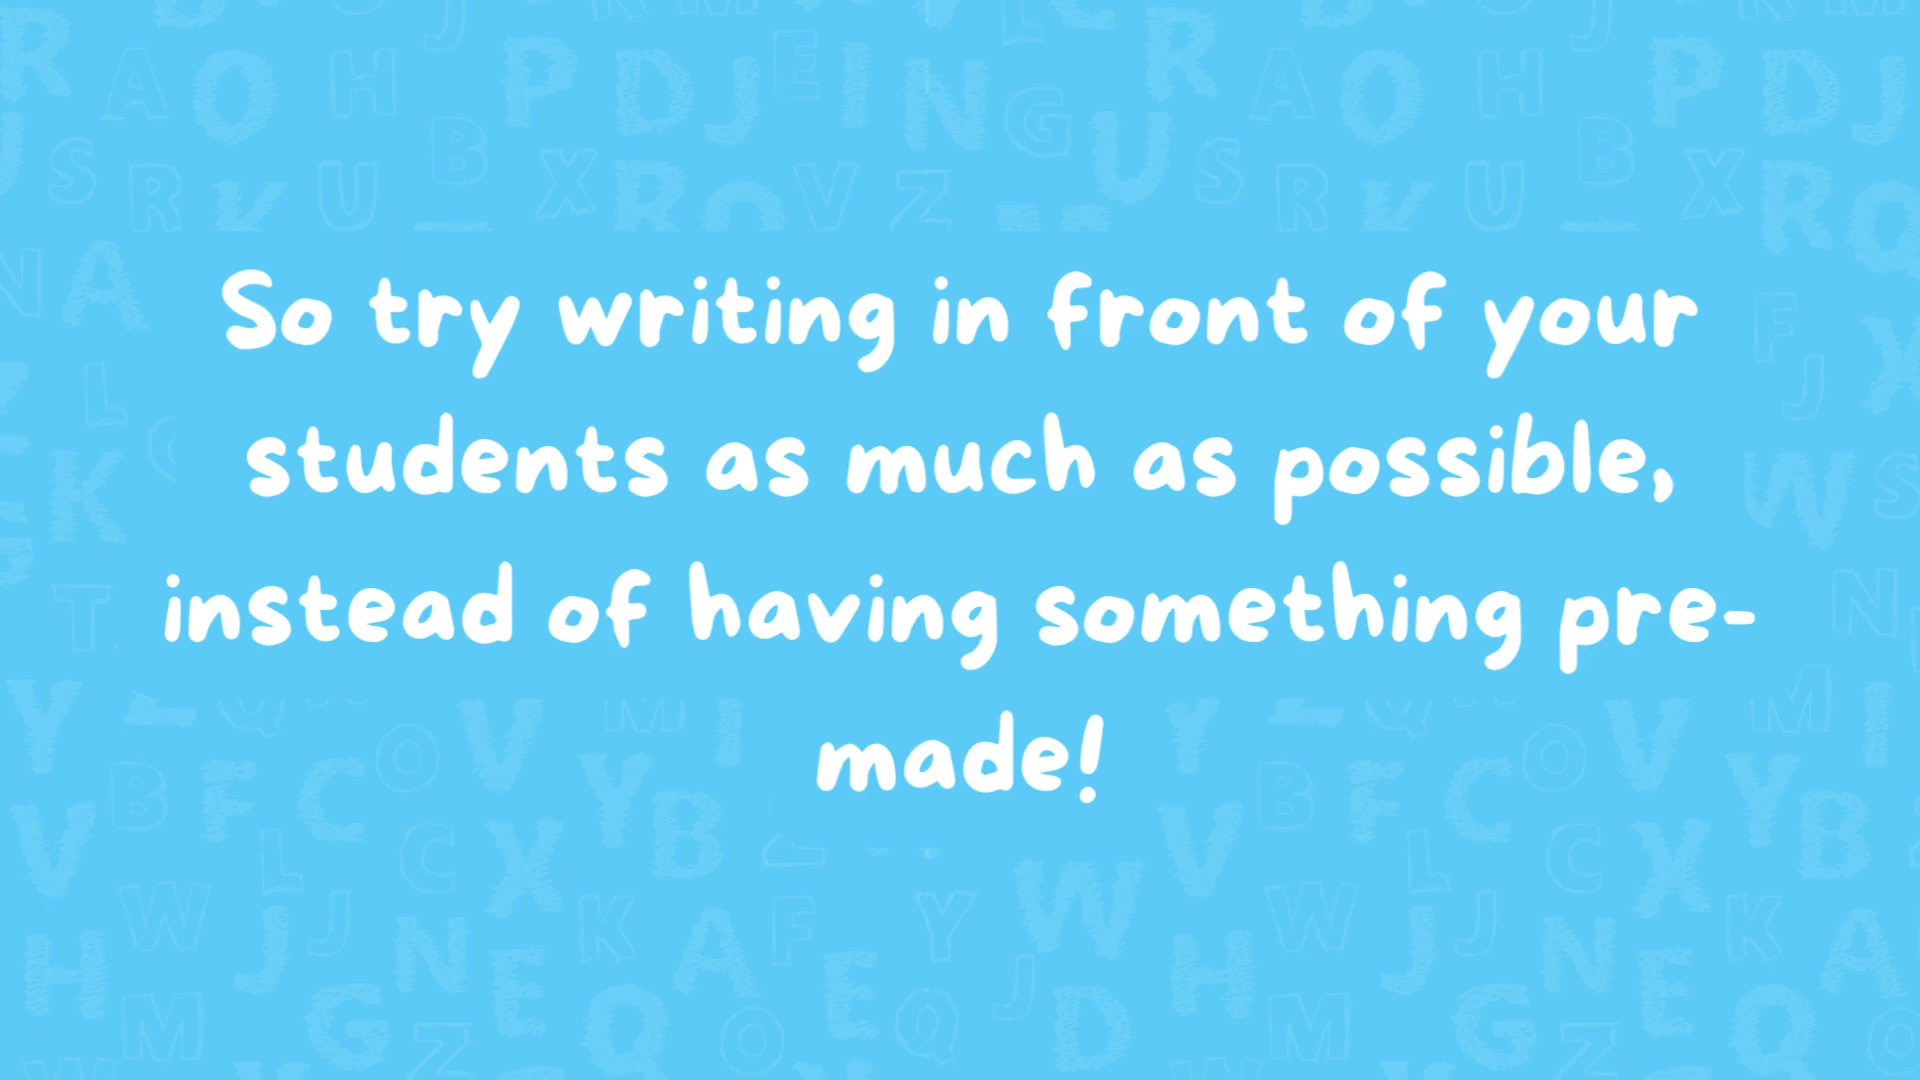 So try writing in front of your
students as much as possible,
instead of having something pre-
made!